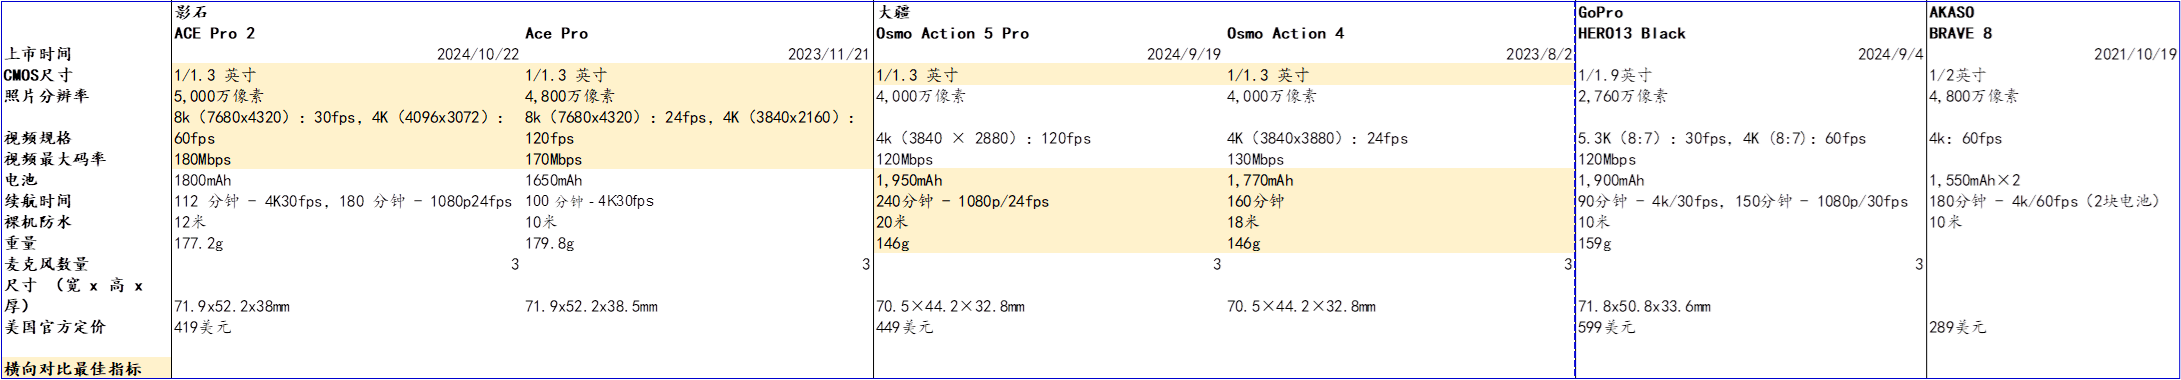 影石 大疆 GoPro AKASO
ACE Pro 2 Ace Pro Osmo Action 5 Pro Osmo Action 4 HERO13 Black BRAVE 8
上市时间 2024/10/22 2023/11/21 2024/9/19 2023/8/2 2024/9/4 2021/10/19
CMOS尺寸 1/1.3 英寸 1/1.3 英寸 1/1.3 英寸 1/1.3 英寸 1/1.9英寸 1/2英寸
照片分辨率 5,000万像素 4,800万像素 4,000万像素 4,000万像素 2,760万像素 4,800万像素
8k（7680x4320）：30fps, 4K（4096x3072）： 8k（7680x4320）：24fps, 4K（3840x2160）：
视频规格 60fps 120fps 4k（3840 × 2880）：120fps 4K（3840x3880）：24fps 5.3K（8:7）：30fps, 4K（8:7）：60fps 4k：60fps
视频最大码率 180Mbps 170Mbps 120Mbps 130Mbps 120Mbps
电池 1800mAh 1650mAh 1,950mAh 1,770mAh 1,900mAh 1,550mAh×2
续航时间 112 分钟 - 4K30fps, 180 分钟 - 1080p24fps 100 分钟 - 4K30fps 240分钟 - 1080p/24fps 160分钟 90分钟 - 4k/30fps, 150分钟 - 1080p/30fps 180分钟 - 4k/60fps（2块电池）
裸机防水 12米 10米 20米 18米 10米 10米
重量 177.2g 179.8g 146g 146g 159g
麦克风数量 3 3 3 3 3
尺寸 （宽 x 高 x
厚） 71.9x52.2x38mm 71.9x52.2x38.5mm 70.5×44.2×32.8mm 70.5×44.2×32.8mm 71.8x50.8x33.6mm
美国官方定价 419美元 449美元 599美元 289美元
横向对比最佳指标